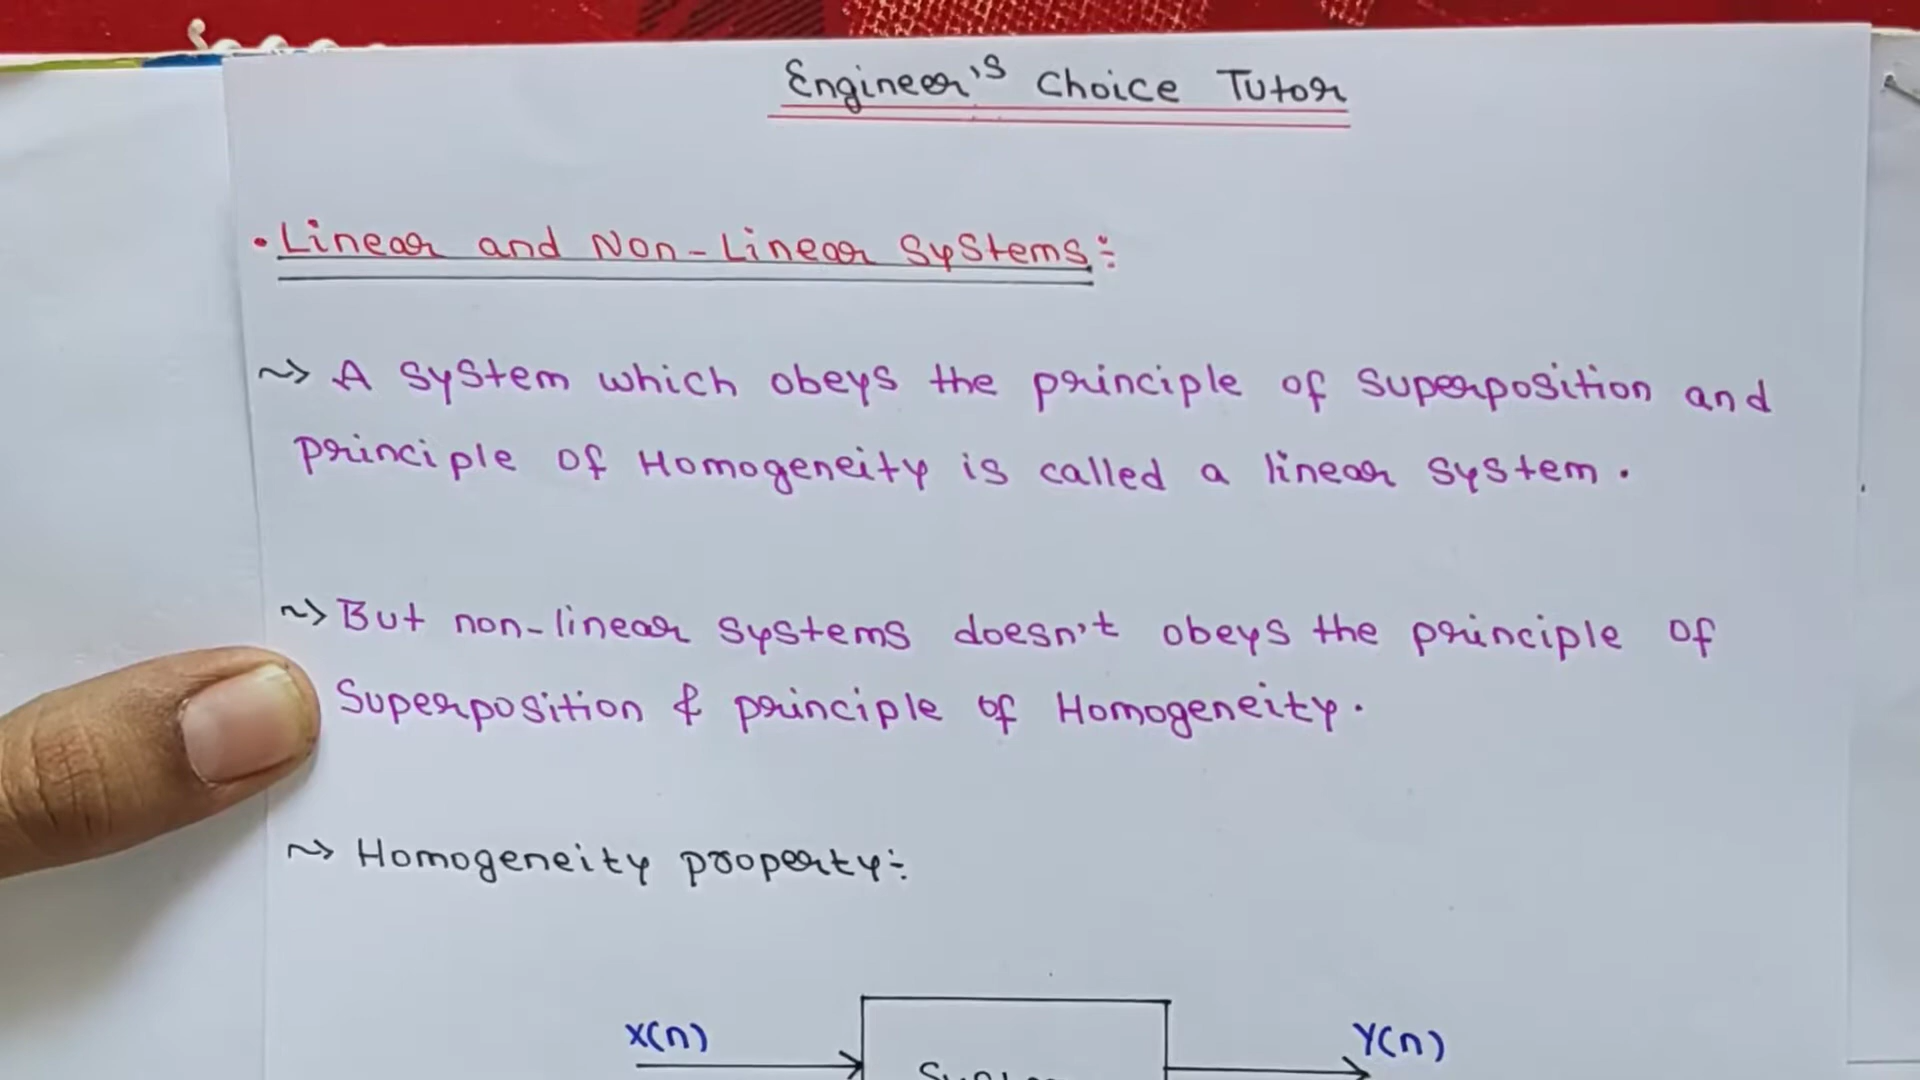 Engineer's Choice Tutor
• Linear and Non-Linear Systems:
~> A system which obeys the principle of superposition and
principle of Homogeneity is called a linear system.
~> But non-linear systems doesn't obeys the principle of
Superposition & principle of Homogeneity.
~> Homogeneity property:
X(n) Y(n)